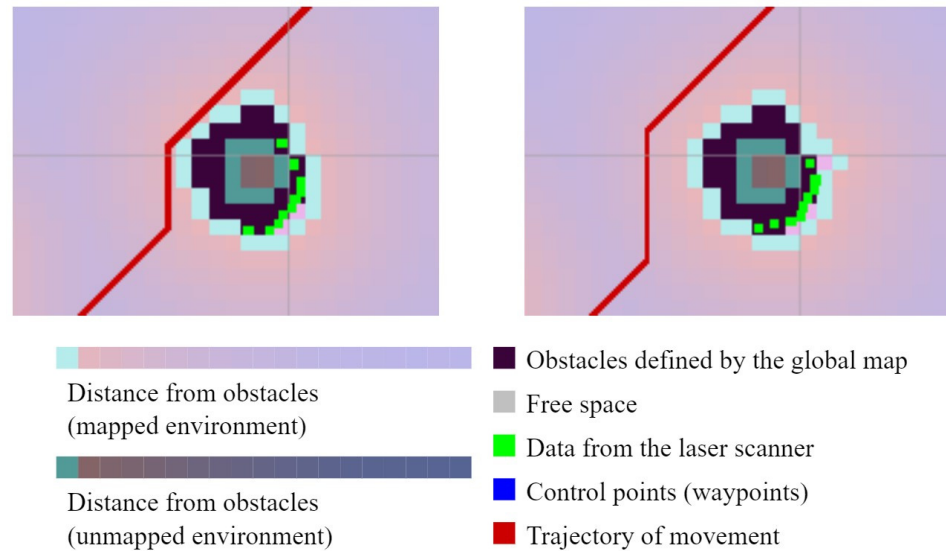 Distance from obstacles
(mapped environment)
Distance from obstacles
(unmapped environment)
Obstacles defined by the global map
Free space
Data from the laser scanner
Control points (waypoints)
Trajectory of movement